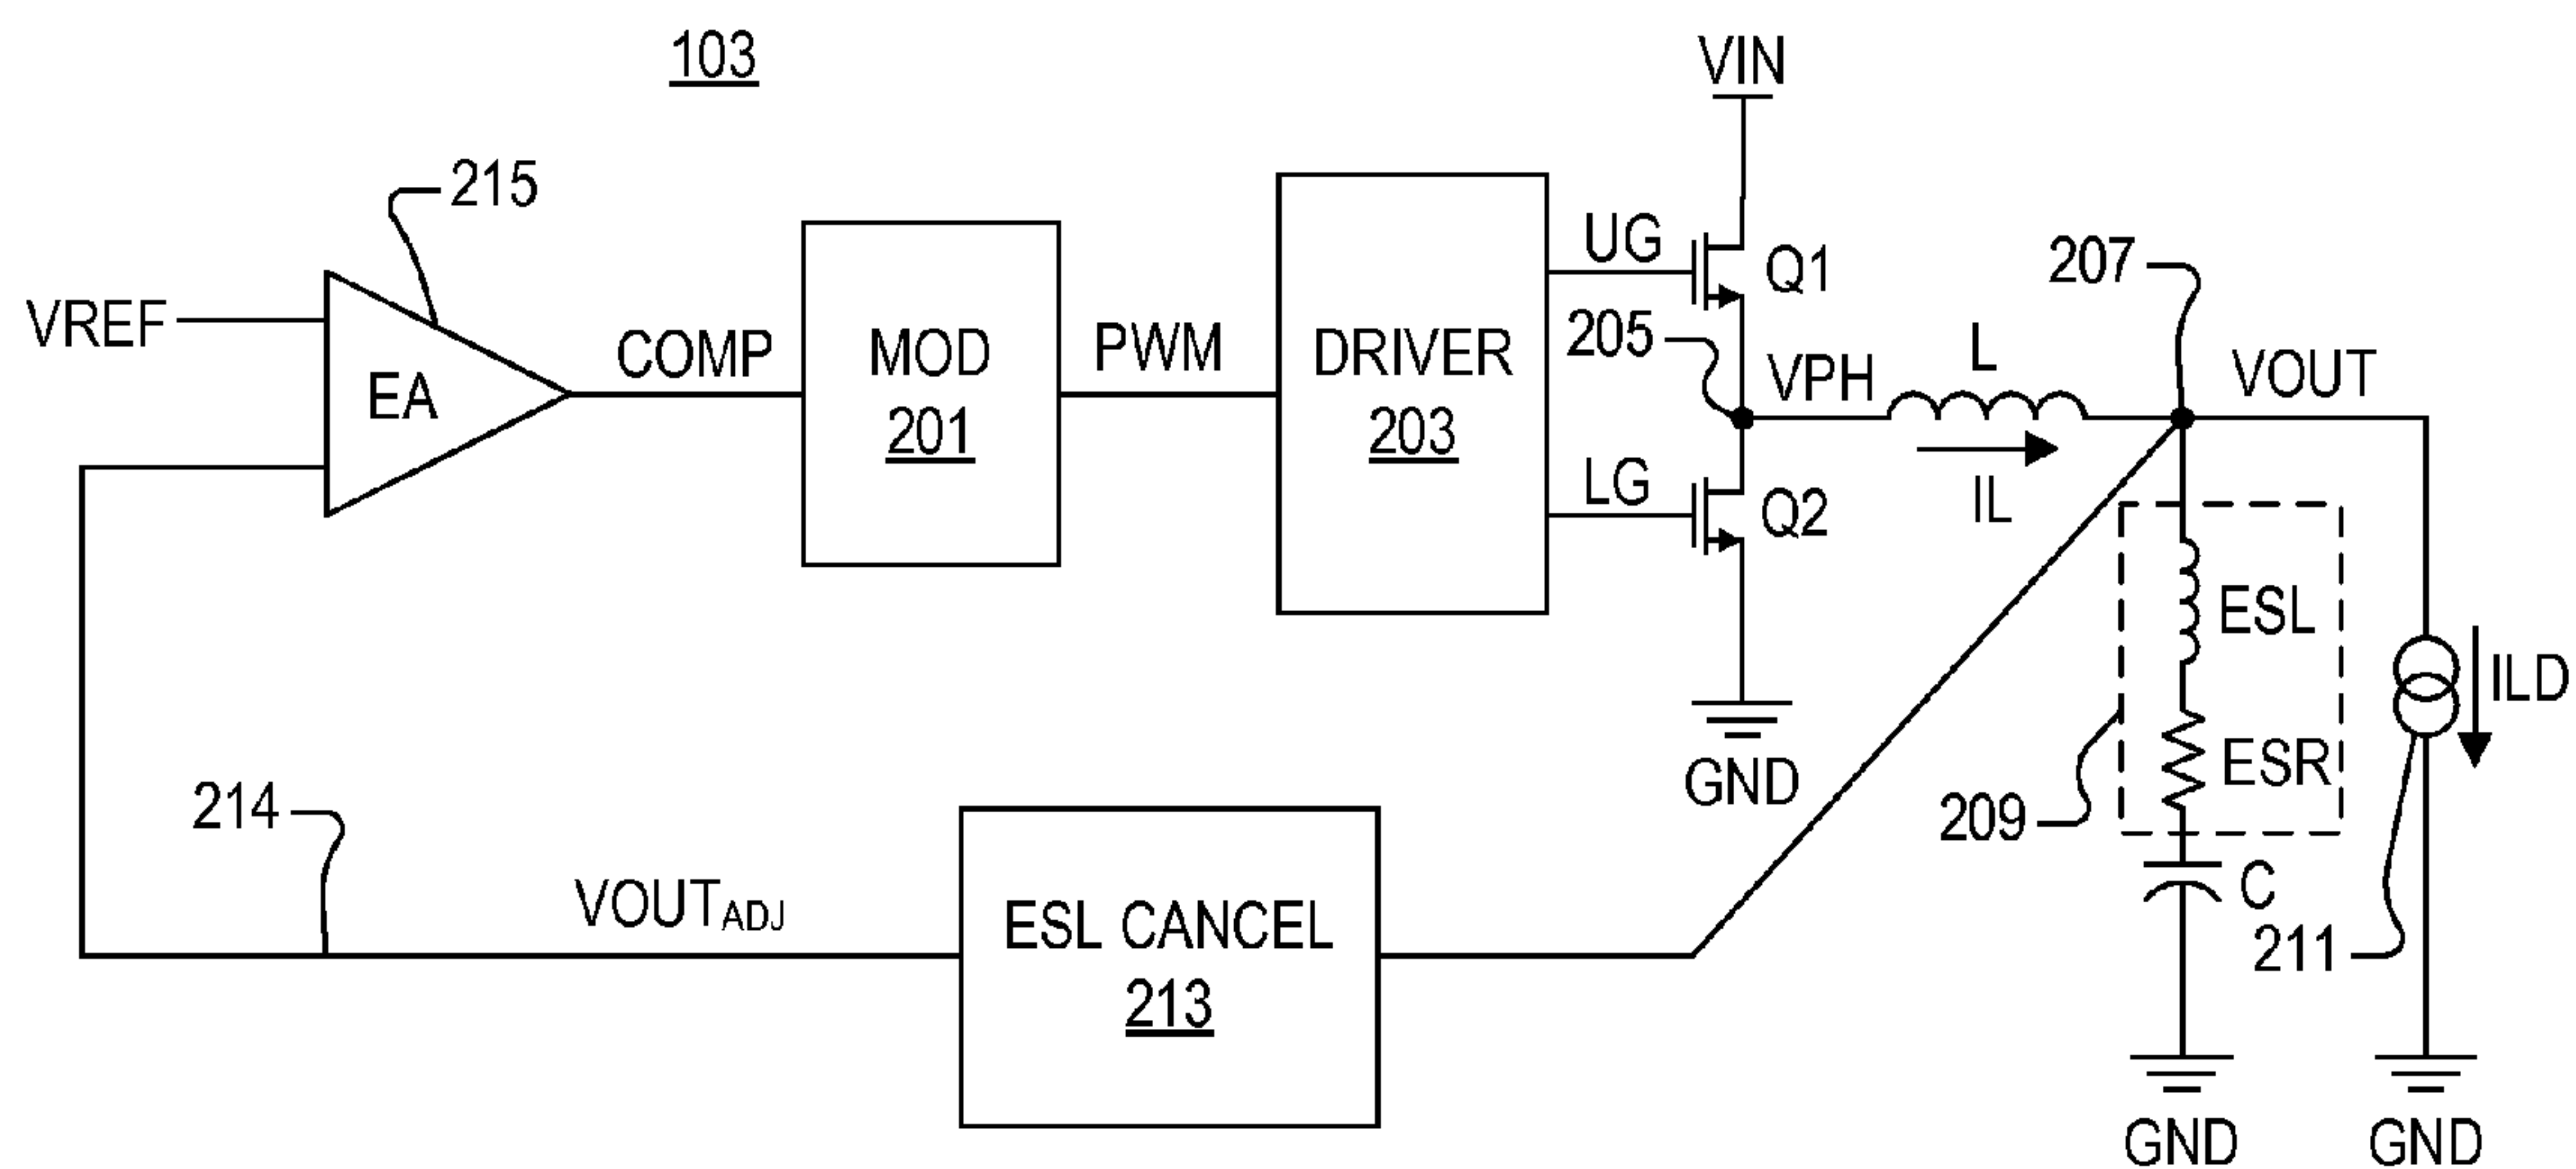 103
VIN
215
UG
Q1
207
VREF
COMP
MOD
201
PWM
DRIVER
203
205
VPH
L
VOUT
EA
LG
Q2
IL
ESL
ILD
GND
ESR
214
209
VOUTADJ
ESL CANCEL
213
C
211
GND
GND